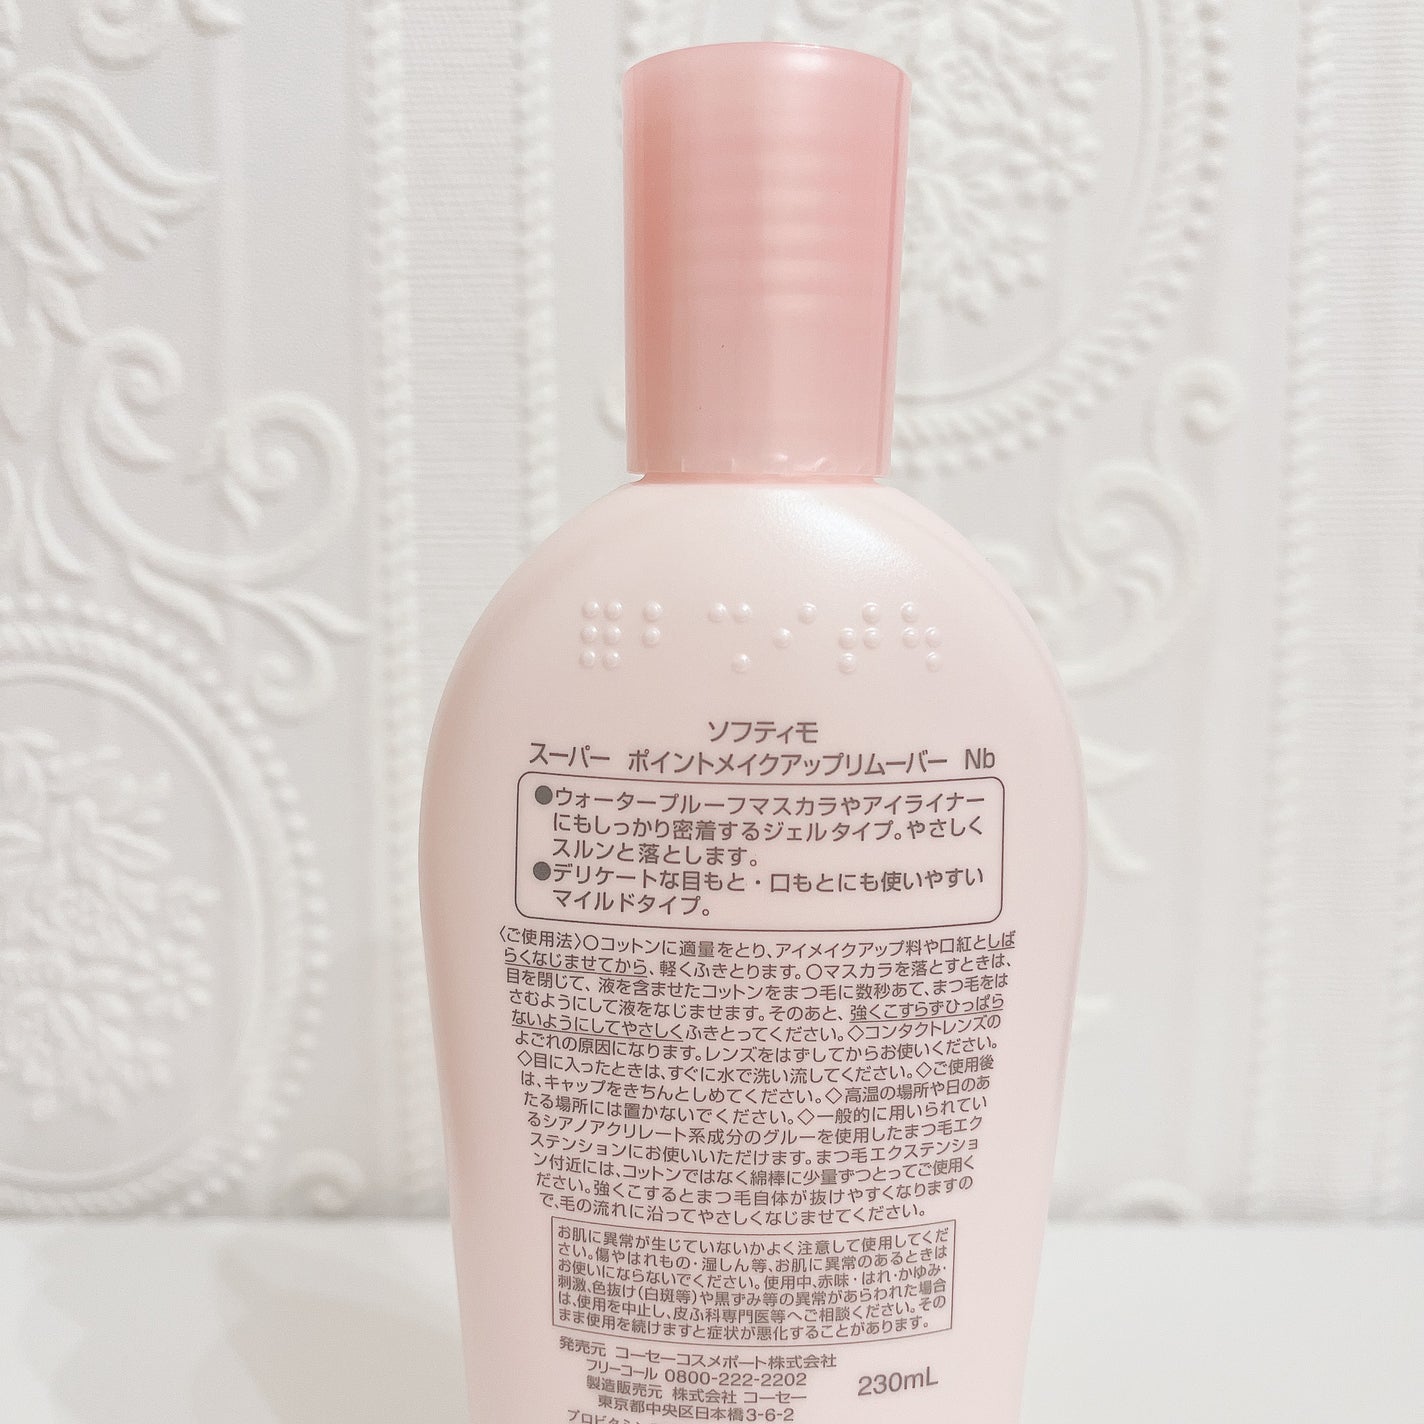 ソフティモ
スーパー ポイントメイクアップリムーバー Nb
●ウォータープルーフマスカラやアイライナー
にもしっかり密着するジェルタイプ。やさしく
スルンと落とします。
●デリケートな目もと・口もとにも使いやすい
マイルドタイプ。
〈ご使用法〉○コットンに適量をとり、アイメイクアップ料や口紅としば
らくなじませてから、軽くふきとります。○マスカラを落とすときは、
目を閉じて、液を含ませたコットンをまつ毛に数秒あて、まつ毛をは
さむようにして液をなじませます。そのあと、強くこすらずひっぱら
ないようにしてやさしくふきとってください。◇コンタクトレンズの
よごれの原因になります。レンズをはずしてからお使いください。
◇目に入ったときは、すぐに水で洗い流してください。◇ご使用後
は、キャップをきちんとしめてください。◇高温の場所や日のあ
たる場所には置かないでください。◇一般的に用いられてい
るシアノアクリレート系成分のグルーを使用したまつ毛エク
ステンションにお使いいただけます。まつ毛エクステンショ
ン付近には、コットンではなく綿棒に少量ずつとってご使用く
ださい。強くこするとまつ毛自体が抜けやすくなりますの
で、毛の流れに沿ってやさしくなじませてください。
お肌に異常が生じていないかよく注意して使用してくだ
さい。傷やはれもの・湿しん等、お肌に異常のあるときは
お使いにならないでください。使用中、赤味・はれ・かゆみ・
刺激、色抜け(白斑等)や黒ずみ等の異常があらわれた場合
は、使用を中止し、皮ふ科専門医等へご相談ください。その
まま使用を続けますと症状が悪化することがあります。
発売元 コーセーコスメポート株式会社
フリーコール 0800-222-2202
製造販売元 株式会社 コーセー
東京都中央区日本橋3-6-2
230mL